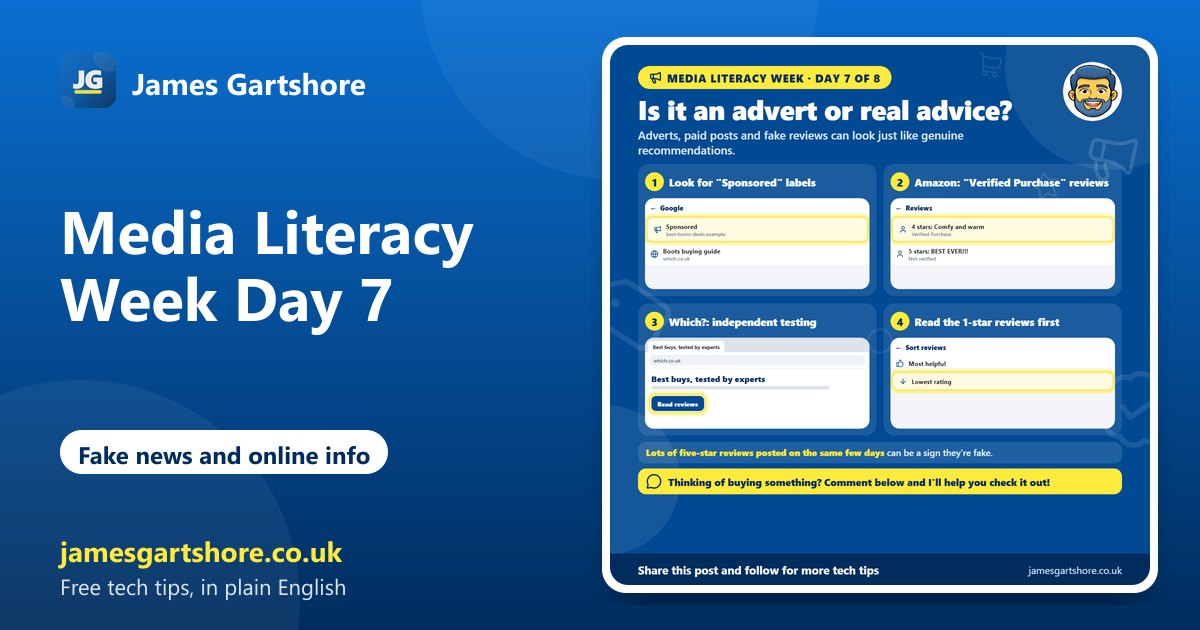 JG
James Gartshore
Media Literacy
Week Day 7
Fake news and online info
jamesgartshore.co.uk
Free tech tips, in plain English
MEDIA LITERACY WEEK · DAY 7 OF 8
Is it an advert or real advice?
Adverts, paid posts and fake reviews can look just like genuine
recommendations.
1 Look for "Sponsored" labels
← Google
Sponsored
best-boots-deals.example
Boots buying guide
which.co.uk
2 Amazon: "Verified Purchase" reviews
← Reviews
4 stars: Comfy and warm
Verified Purchase
5 stars: BEST EVER!!!
Not verified
3 Which?: independent testing
Best buys, tested by experts
which.co.uk
Best buys, tested by experts
Read reviews
4 Read the 1-star reviews first
← Sort reviews
Most helpful
Lowest rating
Lots of five-star reviews posted on the same few days can be a sign they're fake.
Thinking of buying something? Comment below and I'll help you check it out!
Share this post and follow for more tech tips
jamesgartshore.co.uk